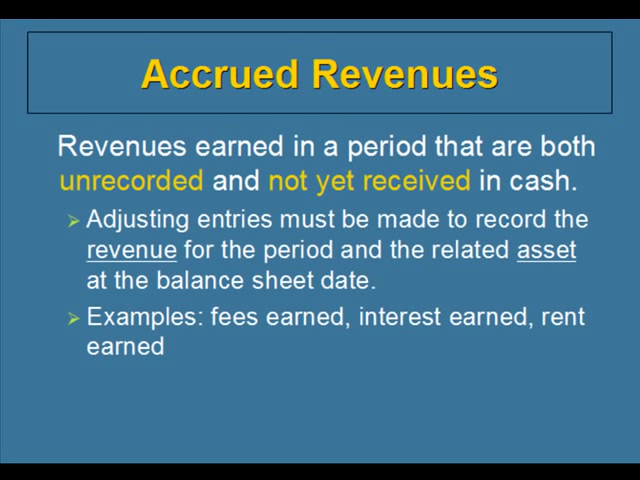 Accrued Revenues
Revenues earned in a period that are both
unrecorded and not yet received in cash.
Adjusting entries must be made to record the
revenue for the period and the related asset
at the balance sheet date.
Examples: fees earned, interest earned, rent
earned